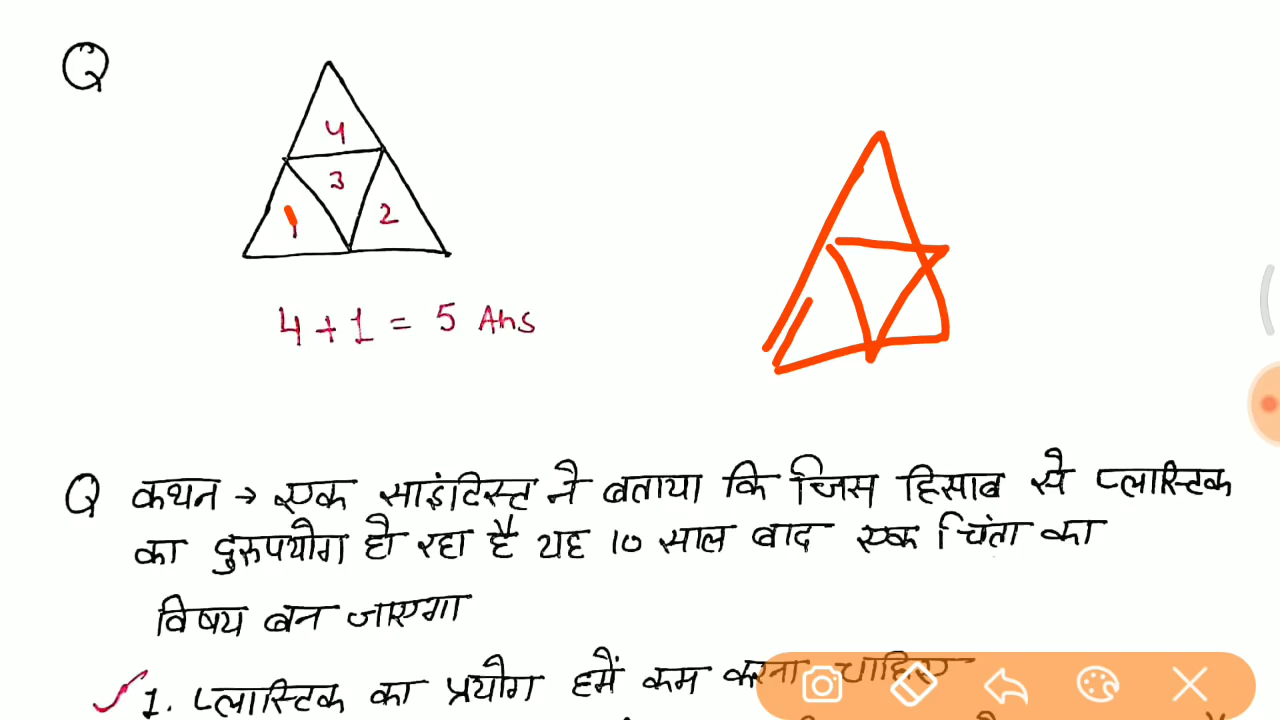 Q
4
3
1
2
4 + 1 = 5 Ans
Q कथन → एक साइंटिस्ट ने बताया कि जिस हिसाब से प्लास्टिक
का दुरुपयोग हो रहा है यह 10 साल बाद एक चिंता का
विषय बन जाएगा
1. प्लास्टिक का प्रयोग हमें कम करना चाहिए